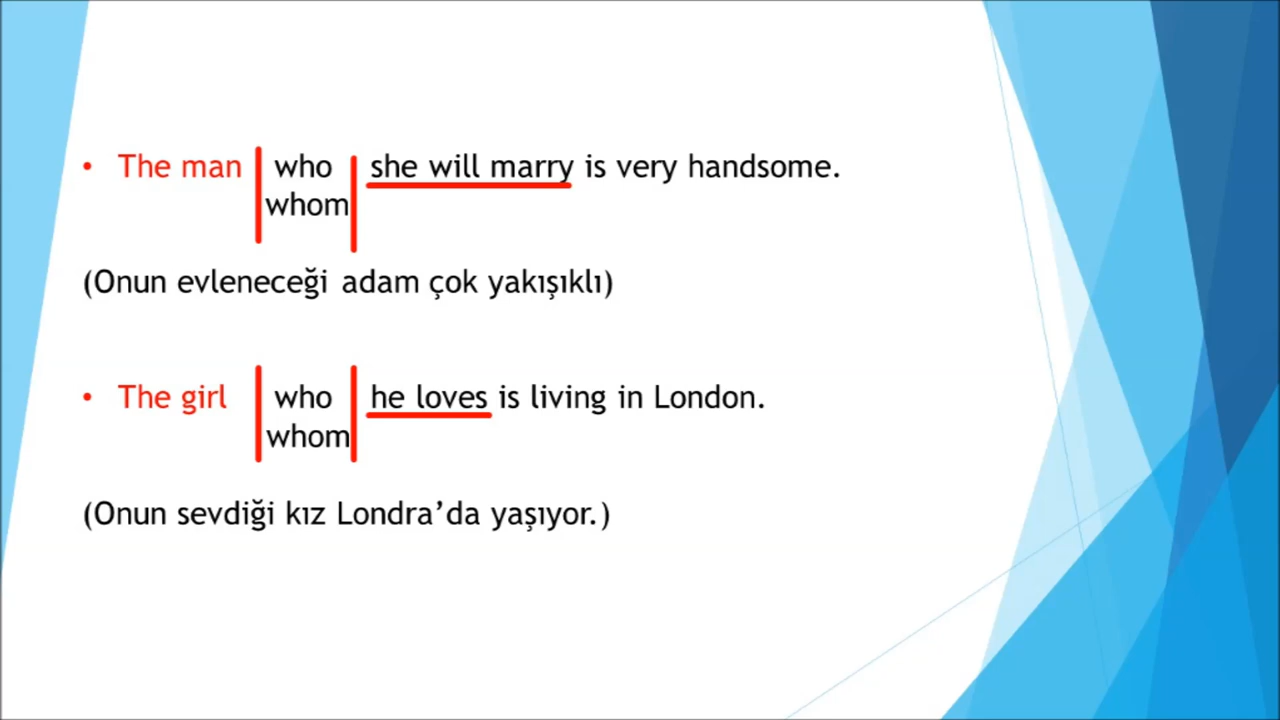 • The man who she will marry is very handsome.
whom
(Onun evleneceği adam çok yakışıklı)
• The girl who he loves is living in London.
whom
(Onun sevdiği kız Londra’da yaşıyor.)